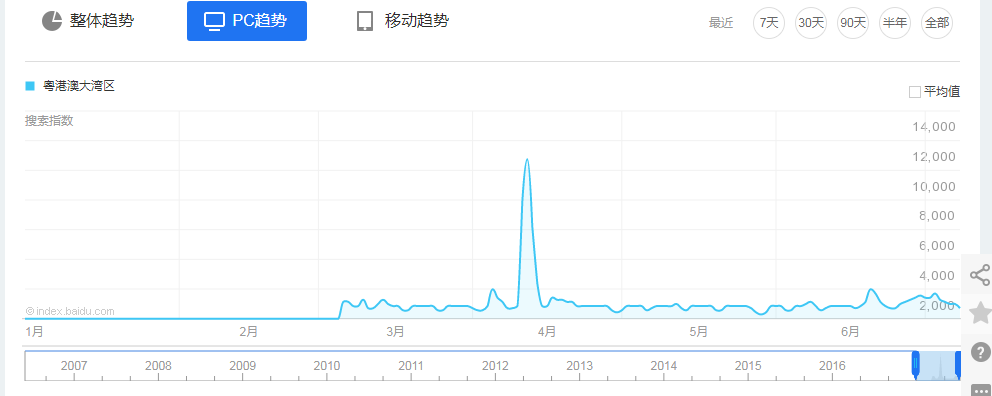 整体趋势 PC趋势 移动趋势 最近 7天 30天 90天 半年 全部
粤港澳大湾区 平均值
搜索指数
14,000
12,000
10,000
8,000
6,000
4,000
2,000
© index.baidu.com
1月 2月 3月 4月 5月 6月
2007 2008 2009 2010 2011 2012 2013 2014 2015 2016